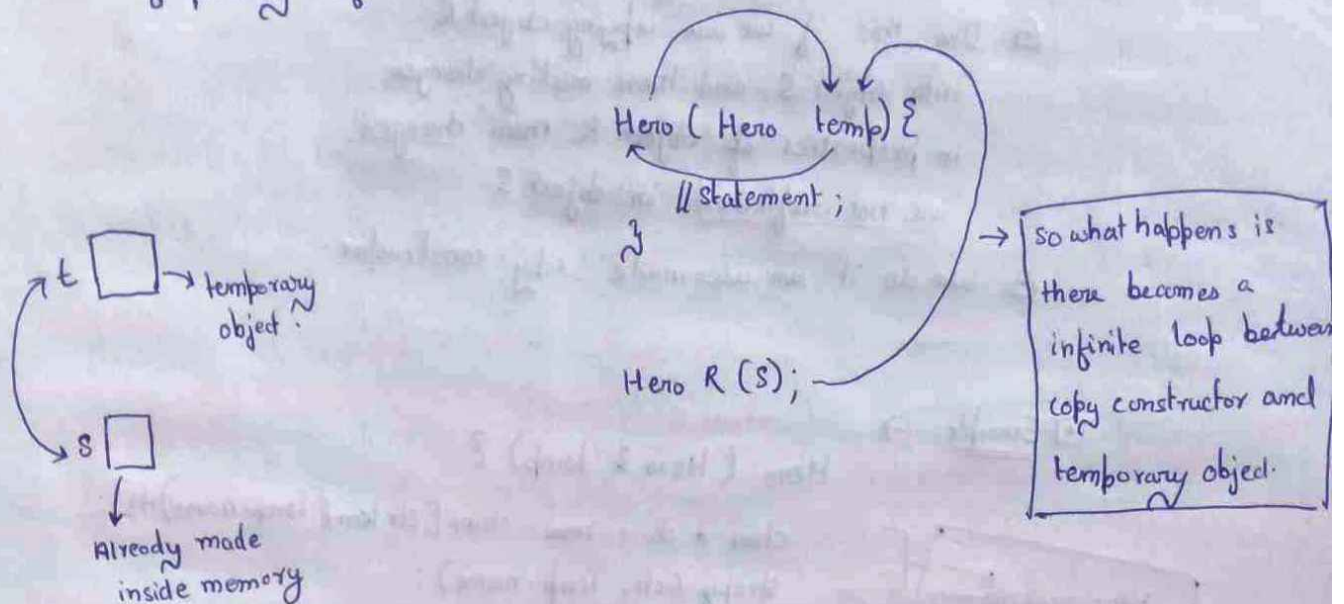 Hero ( Hero temp) {
// statement ;
}
t → temporary
object.
Hero R (S);
S
Already made
inside memory
→ so what happens is
there becomes a
infinite loop between
copy constructor and
temporary object.